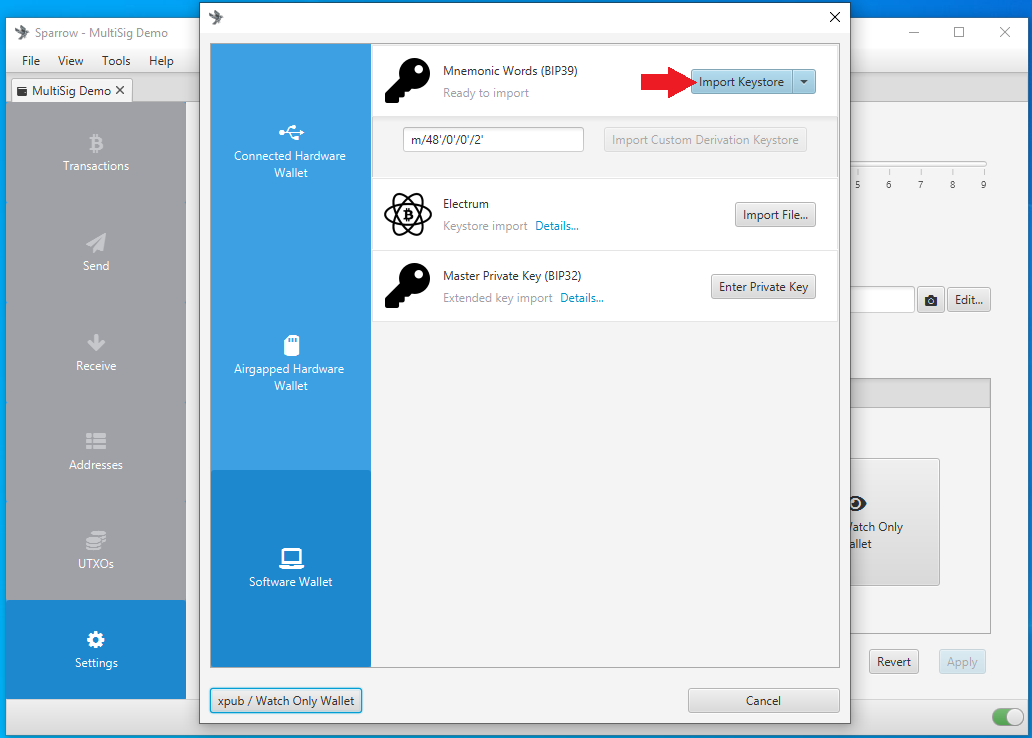 Sparrow - MultiSig Demo
File View Tools Help
MultiSig Demo
Transactions
Send
Receive
Addresses
UTXOs
Settings
Connected Hardware
Wallet
Airgapped Hardware
Wallet
Software Wallet
Mnemonic Words (BIP39)
Ready to import
Import Keystore
m/48'/0'/0'/2'
Import Custom Derivation Keystore
Electrum
Keystore import Details...
Import File...
Master Private Key (BIP32)
Extended key import Details...
Enter Private Key
xpub / Watch Only Wallet
Cancel
5 6 7 8 9
Edit...
Watch Only
allet
Revert
Apply